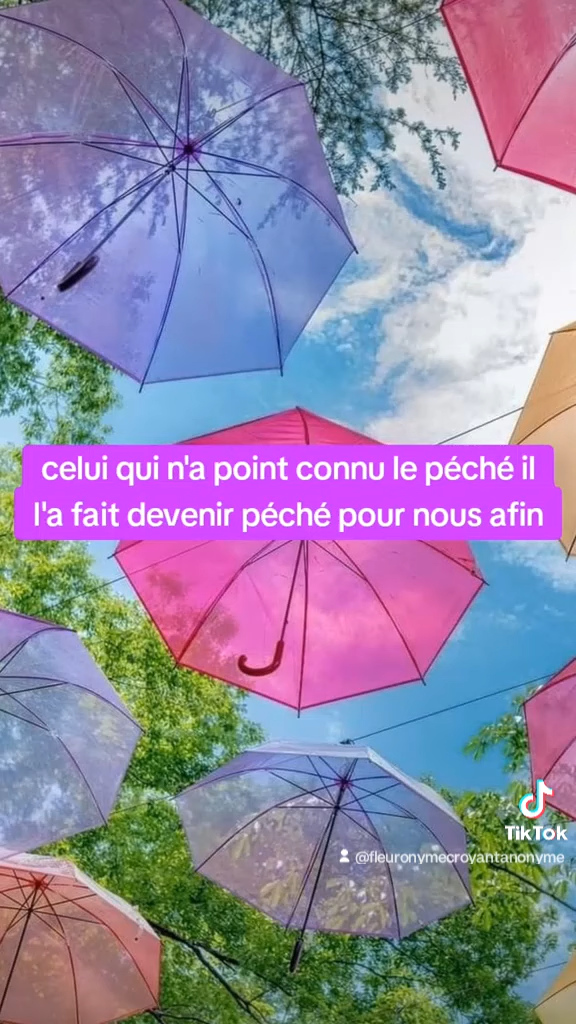 celui qui n'a point connu le péché il
l'a fait devenir péché pour nous afin
TikTok
@fleuronymecroyantanonyme